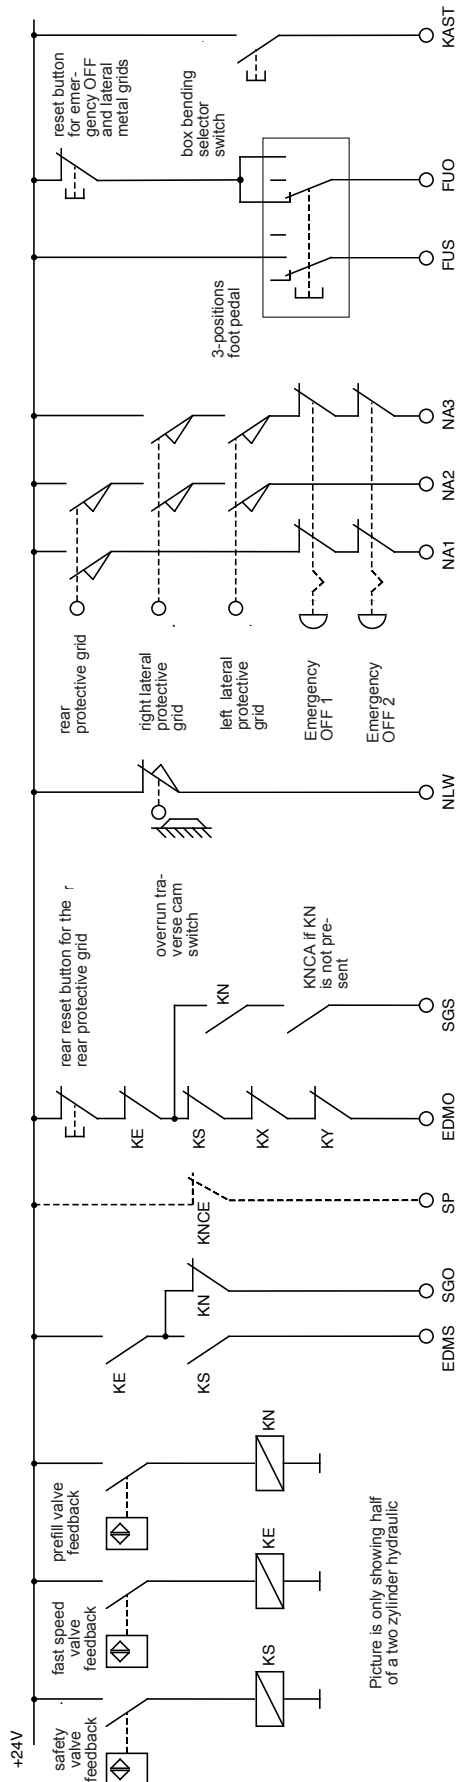 +24V
safety
valve
feedback
fast speed
valve
feedback
prefill valve
feedback
KS
KE
KN
Picture is only showing half
of a two zylinder hydraulic
KE
KS
KN
EDMS
SGO
KNCE
SP
rear reset button for the r
rear protective grid
KE
KS
KX
KY
KN
KNCA if KN
is not pre-
sent
EDMO
SGS
overrun tra-
verse cam
switch
NLW
rear
protective grid
right lateral
protective
grid
left lateral
protective
grid
Emergency
OFF 1
Emergency
OFF 2
NA1
NA2
NA3
3-positions
foot pedal
FUS
FUO
reset button
for emer-
gency OFF
and lateral
metal grids
box bending
selector
switch
KAST